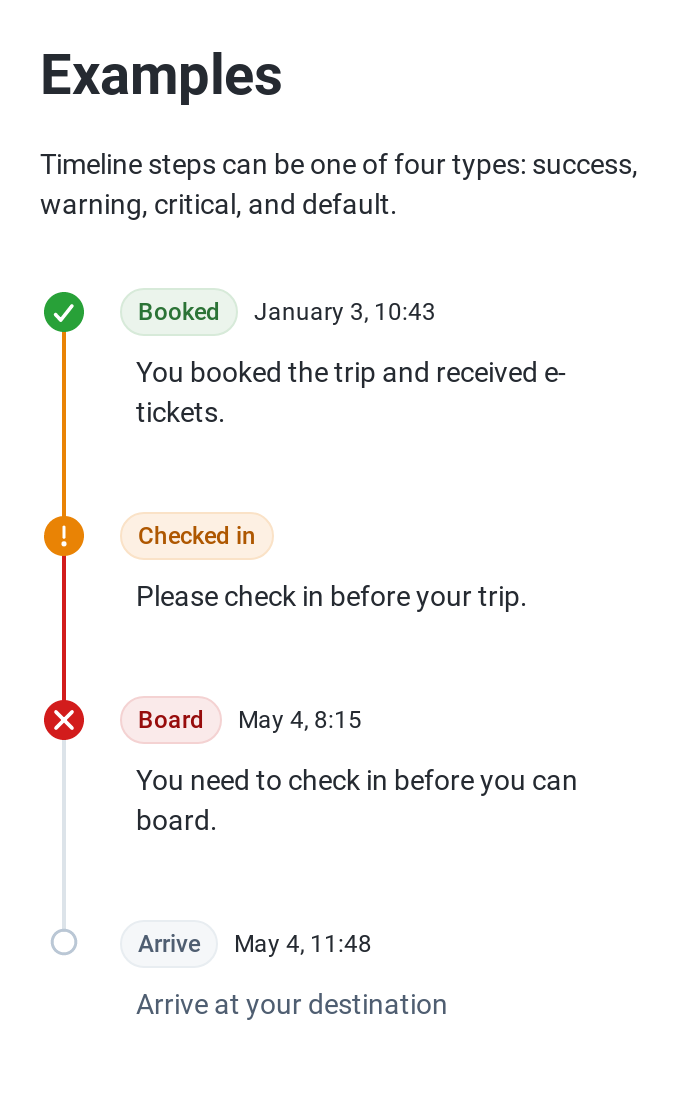 Examples
Timeline steps can be one of four types: success,
warning, critical, and default.
Booked January 3, 10:43
You booked the trip and received e-
tickets.
Checked in
Please check in before your trip.
Board May 4, 8:15
You need to check in before you can
board.
Arrive May 4, 11:48
Arrive at your destination